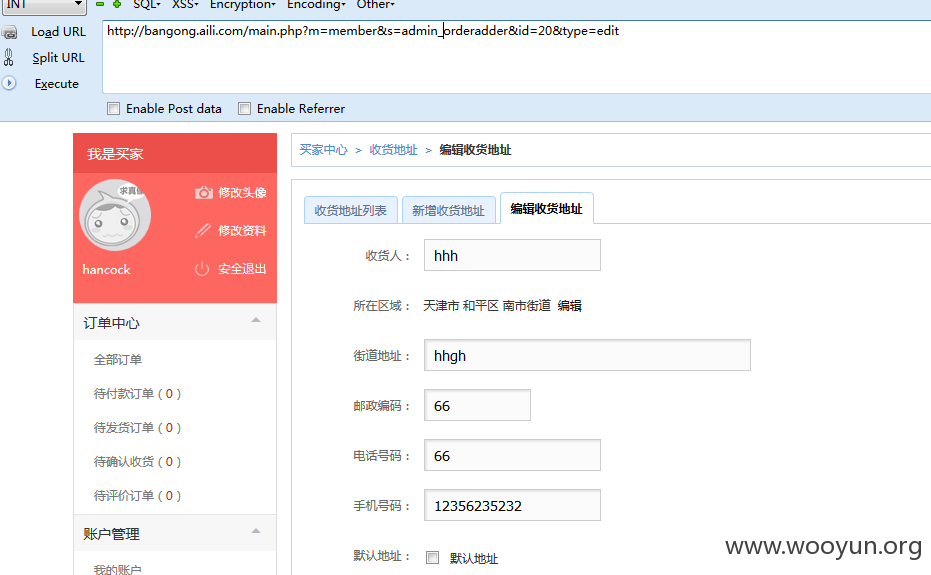 INT SQL▾ XSS▾ Encryption▾ Encoding▾ Other▾
Load URL
http://bangong.aili.com/main.php?m=member&s=admin_orderadder&id=20&type=edit
Split URL
Execute
Enable Post data Enable Referrer
我是买家
求真相
修改头像
修改资料
hancock
安全退出
订单中心
全部订单
待付款订单 ( 0 )
待发货订单 ( 0 )
待确认收货 ( 0 )
待评价订单 ( 0 )
账户管理
我的账户
买家中心 > 收货地址 > 编辑收货地址
收货地址列表 新增收货地址 编辑收货地址
收货人： hhh
所在区域： 天津市 和平区 南市街道 编辑
街道地址： hhgh
邮政编码： 66
电话号码： 66
手机号码： 12356235232
默认地址： 默认地址
www.wooyun.org